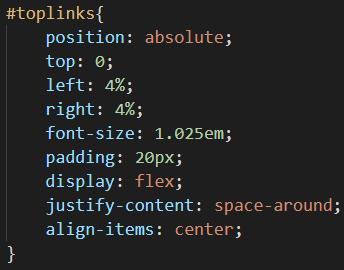 #toplinks{
    position: absolute;
    top: 0;
    left: 4%;
    right: 4%;
    font-size: 1.025em;
    padding: 20px;
    display: flex;
    justify-content: space-around;
    align-items: center;
}